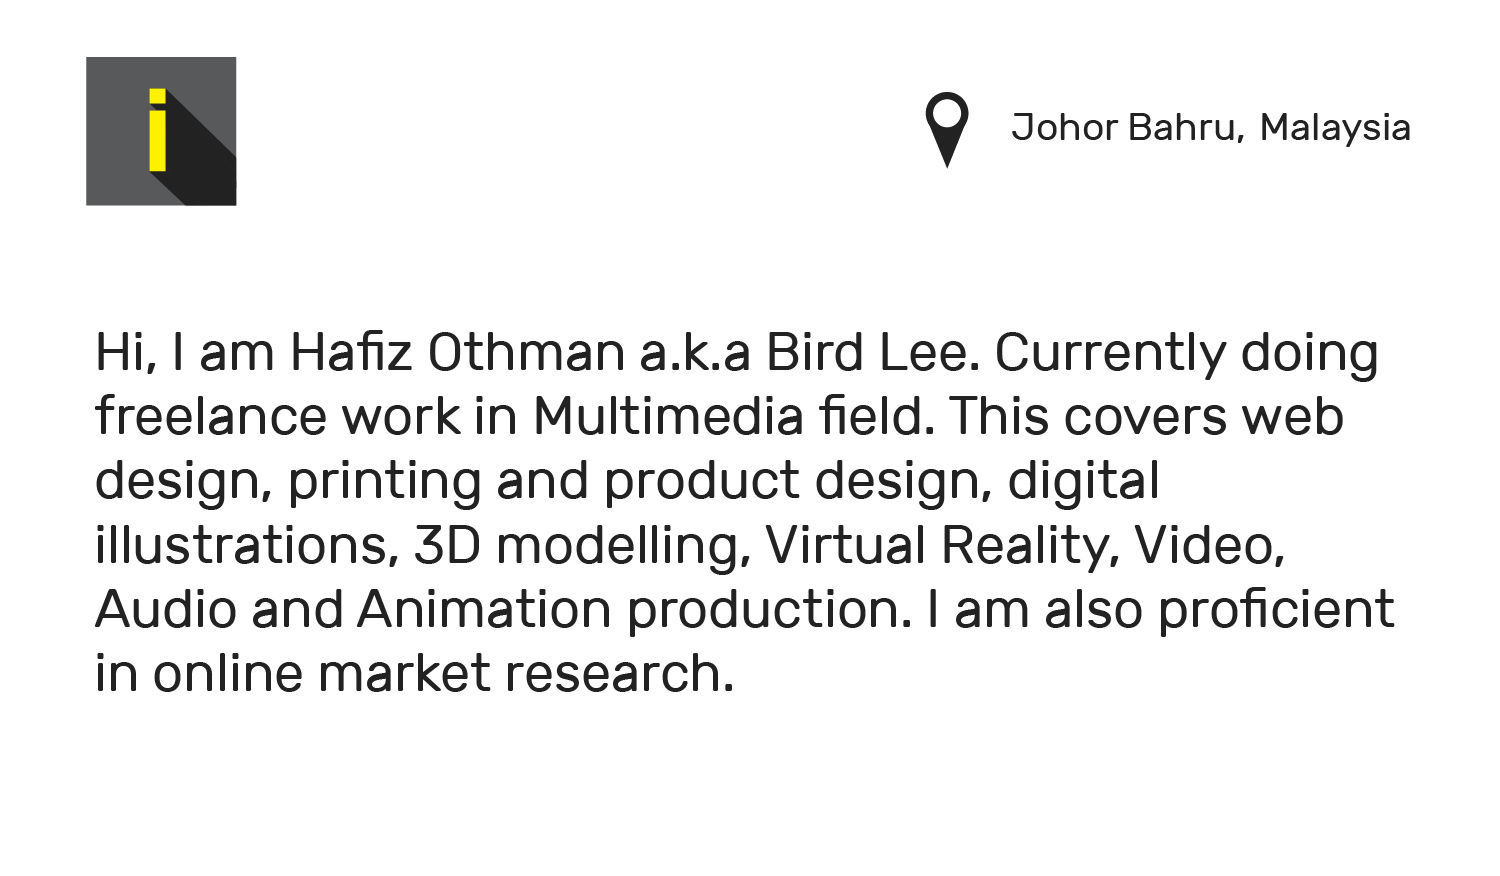 i
Johor Bahru, Malaysia
Hi, I am Hafiz Othman a.k.a Bird Lee. Currently doing
freelance work in Multimedia field. This covers web
design, printing and product design, digital
illustrations, 3D modelling, Virtual Reality, Video,
Audio and Animation production. I am also proficient
in online market research.